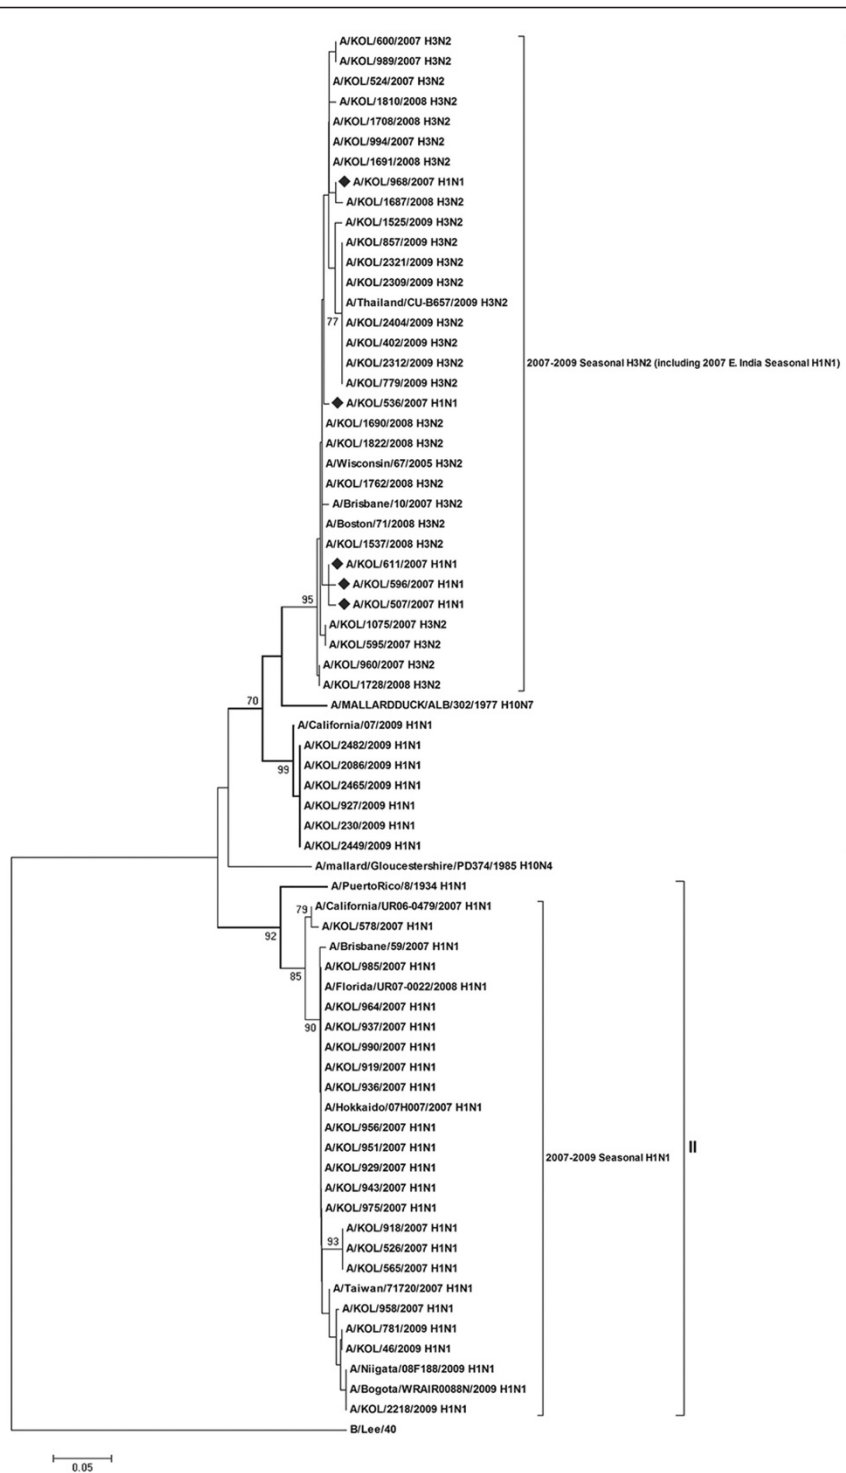 A/KOL/600/2007 H3N2
A/KOL/989/2007 H3N2
A/KOL/524/2007 H3N2
A/KOL/1810/2008 H3N2
A/KOL/1708/2008 H3N2
A/KOL/994/2007 H3N2
A/KOL/1691/2008 H3N2
A/KOL/968/2007 H1N1
A/KOL/1687/2008 H3N2
A/KOL/1525/2009 H3N2
A/KOL/857/2009 H3N2
A/KOL/2321/2009 H3N2
A/KOL/2309/2009 H3N2
A/Thailand/CU-B657/2009 H3N2
77
A/KOL/2404/2009 H3N2
A/KOL/402/2009 H3N2
A/KOL/2312/2009 H3N2
2007-2009 Seasonal H3N2 (including 2007 E. India Seasonal H1N1)
A/KOL/779/2009 H3N2
A/KOL/536/2007 H1N1
A/KOL/1690/2008 H3N2
A/KOL/1822/2008 H3N2
A/Wisconsin/67/2005 H3N2
A/KOL/1762/2008 H3N2
A/Brisbane/10/2007 H3N2
A/Boston/71/2008 H3N2
A/KOL/1537/2008 H3N2
A/KOL/611/2007 H1N1
A/KOL/596/2007 H1N1
95
A/KOL/507/2007 H1N1
A/KOL/1075/2007 H3N2
A/KOL/595/2007 H3N2
A/KOL/960/2007 H3N2
A/KOL/1728/2008 H3N2
70
A/MALLARDDUCK/ALB/302/1977 H10N7
A/California/07/2009 H1N1
A/KOL/2482/2009 H1N1
99
A/KOL/2086/2009 H1N1
A/KOL/2465/2009 H1N1
A/KOL/927/2009 H1N1
A/KOL/230/2009 H1N1
A/KOL/2449/2009 H1N1
A/mallard/Gloucestershire/PD374/1985 H10N4
A/PuertoRico/8/1934 H1N1
79
A/California/UR06-0479/2007 H1N1
A/KOL/578/2007 H1N1
92
A/Brisbane/59/2007 H1N1
A/KOL/985/2007 H1N1
85
A/Florida/UR07-0022/2008 H1N1
A/KOL/964/2007 H1N1
90
A/KOL/937/2007 H1N1
A/KOL/990/2007 H1N1
A/KOL/919/2007 H1N1
A/KOL/936/2007 H1N1
A/Hokkaido/07H007/2007 H1N1
A/KOL/956/2007 H1N1
A/KOL/951/2007 H1N1
II
2007-2009 Seasonal H1N1
A/KOL/929/2007 H1N1
A/KOL/943/2007 H1N1
A/KOL/975/2007 H1N1
A/KOL/918/2007 H1N1
93
A/KOL/526/2007 H1N1
A/KOL/565/2007 H1N1
A/Taiwan/71720/2007 H1N1
A/KOL/958/2007 H1N1
A/KOL/781/2009 H1N1
A/KOL/46/2009 H1N1
A/Niigata/08F188/2009 H1N1
A/Bogota/WRAIR0088N/2009 H1N1
A/KOL/2218/2009 H1N1
B/Lee/40
0.05